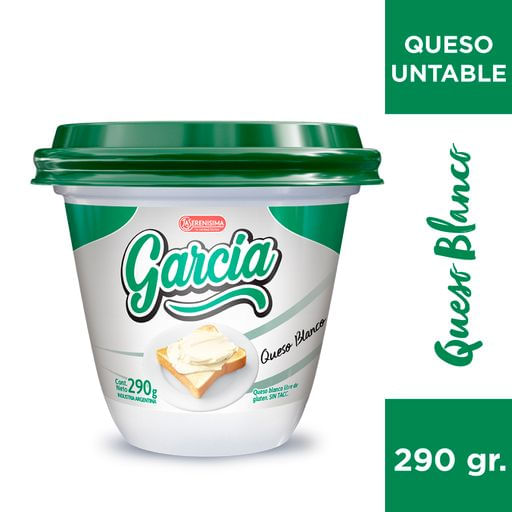 QUESO
UNTABLE
Queso Blanco
290 gr.
LA SERENISIMA
Garcia
Queso Blanco
Cont.
Neto 290g
INDUSTRIA ARGENTINA
Queso blanco libre de
gluten, SIN TACC.